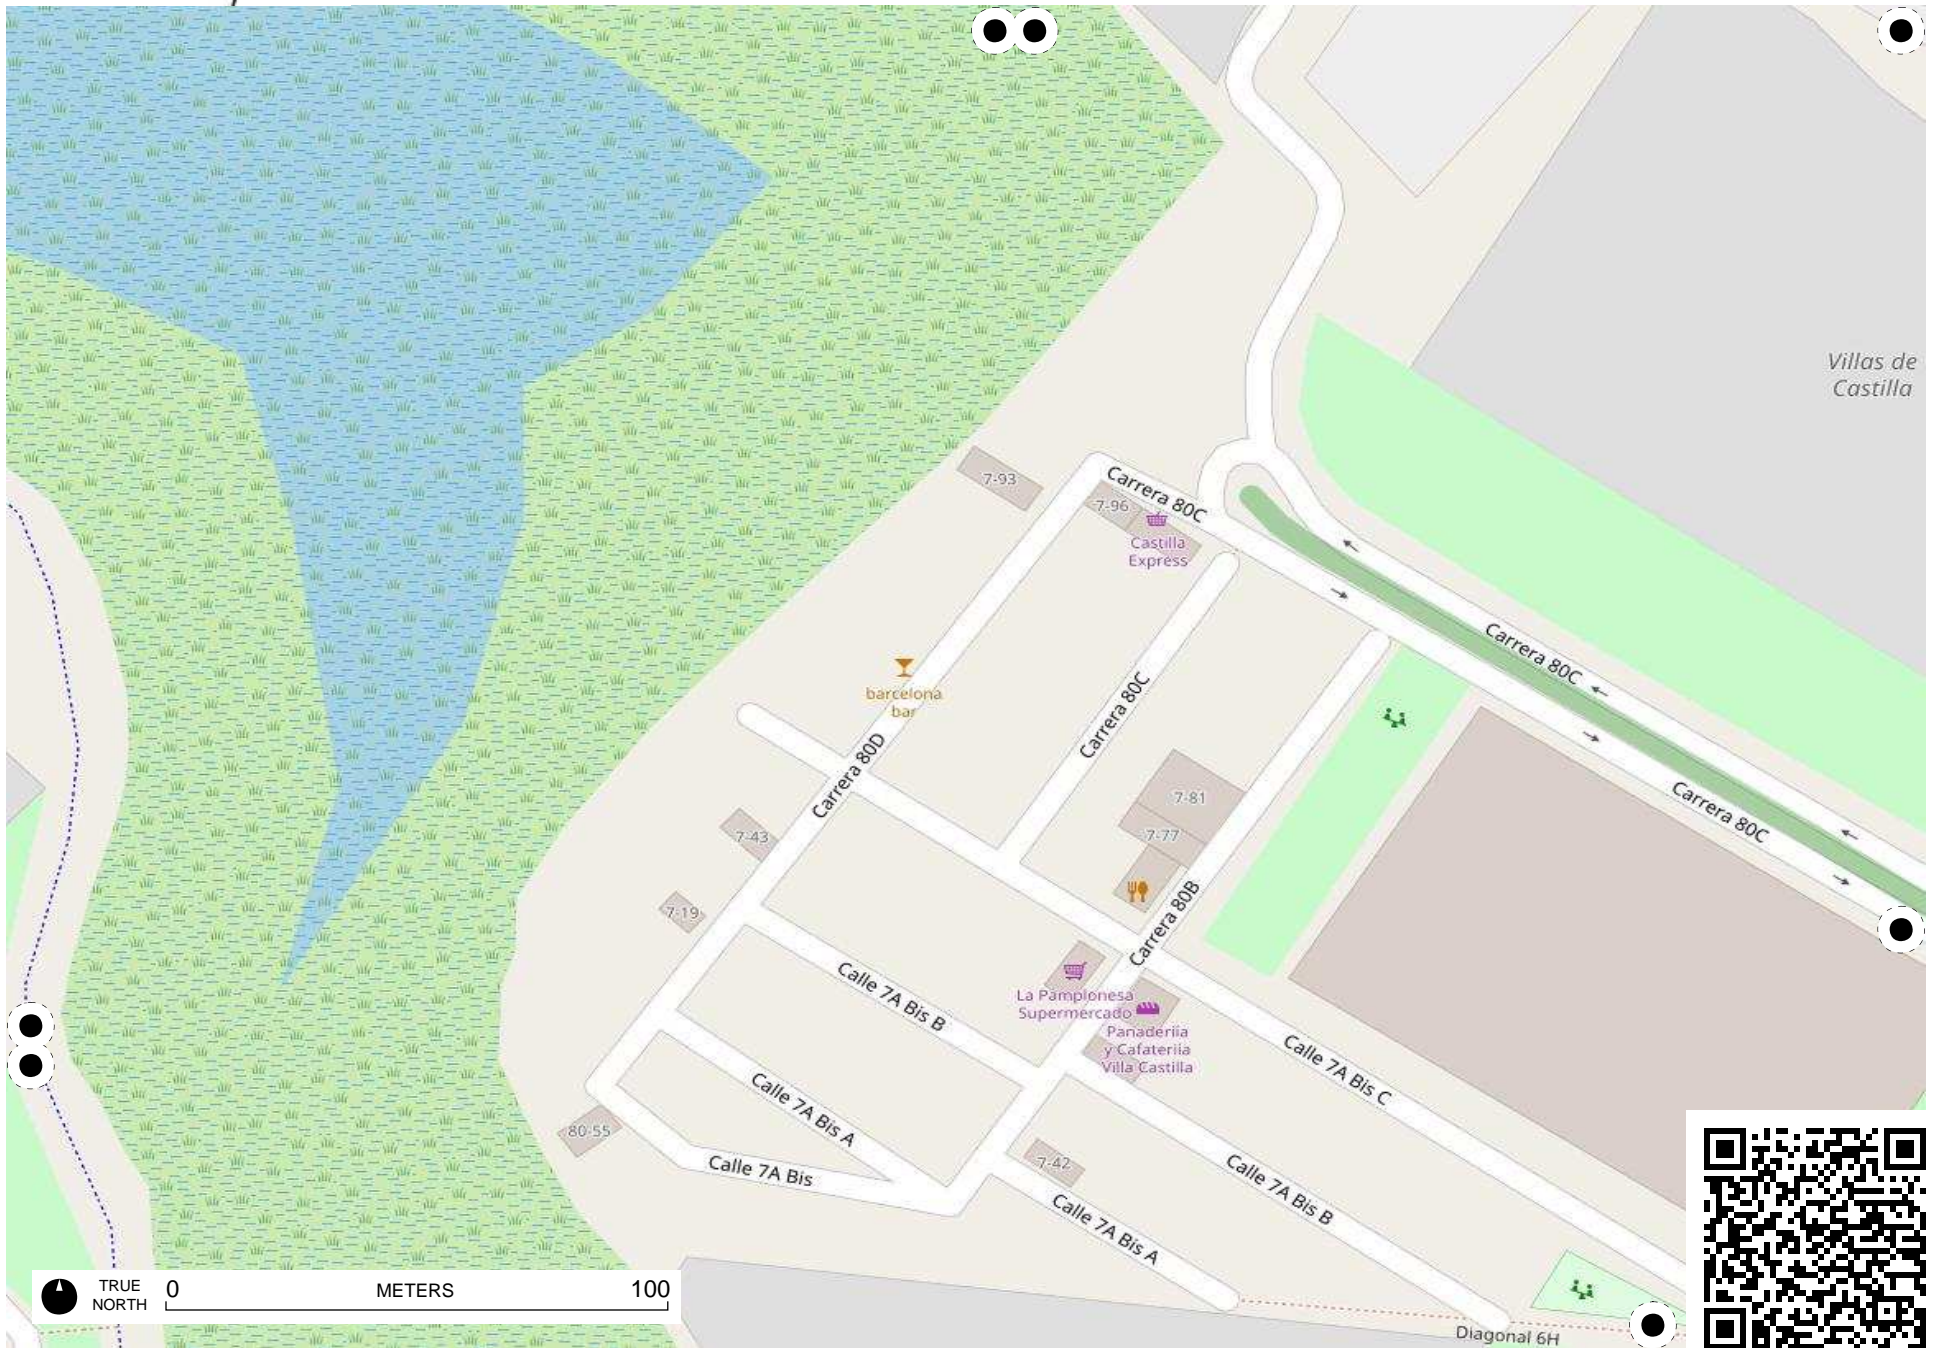 Villas de
Castilla
7-93
Carrera 80C
7-96
Castilla
Express
Carrera 80C
barcelona
bar
Carrera 80C
Carrera 80D
Carrera 80C
7-81
7-43
7-77
7-19
Carrera 80B
Calle 7A Bis B
La Pamplonesa
Supermercado
Panaderiia
y Cafateriia
Villa Castilla
Calle 7A Bis C
Calle 7A Bis A
80-55
Calle 7A Bis
7-42
Calle 7A Bis B
Calle 7A Bis A
TRUE
NORTH
0 METERS 100
Diagonal 6H